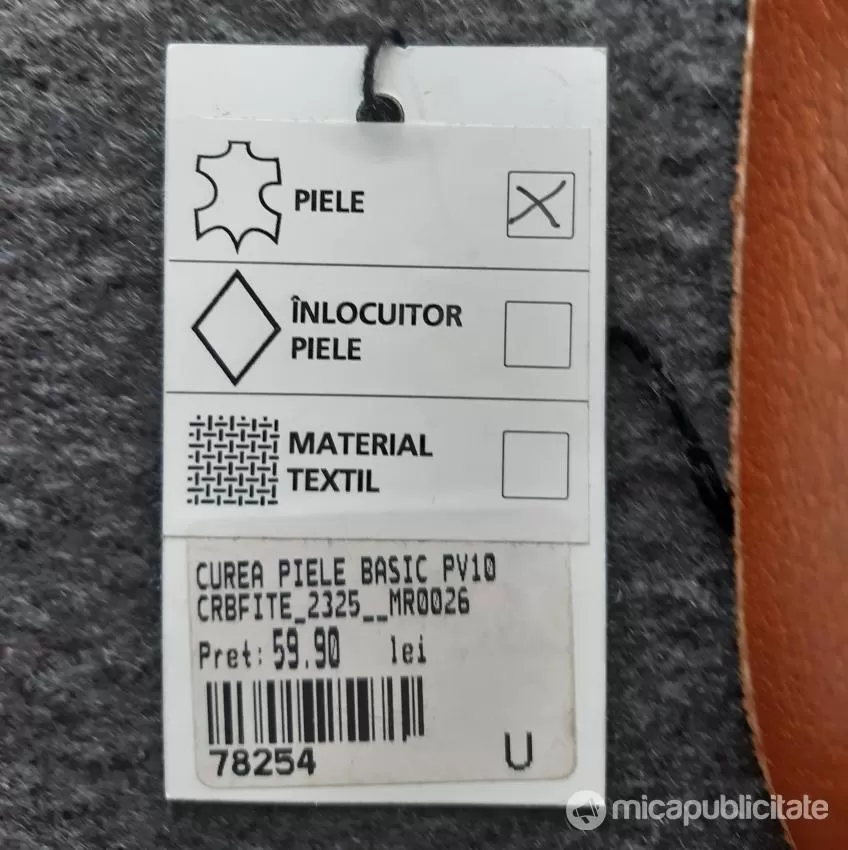 PIELE
ÎNLOCUITOR
PIELE
MATERIAL
TEXTIL
CUREA PIELE BASIC PV10
CRBFITE_2325__MR0026
Pret: 59.90 lei
78254
U
micapublicitate